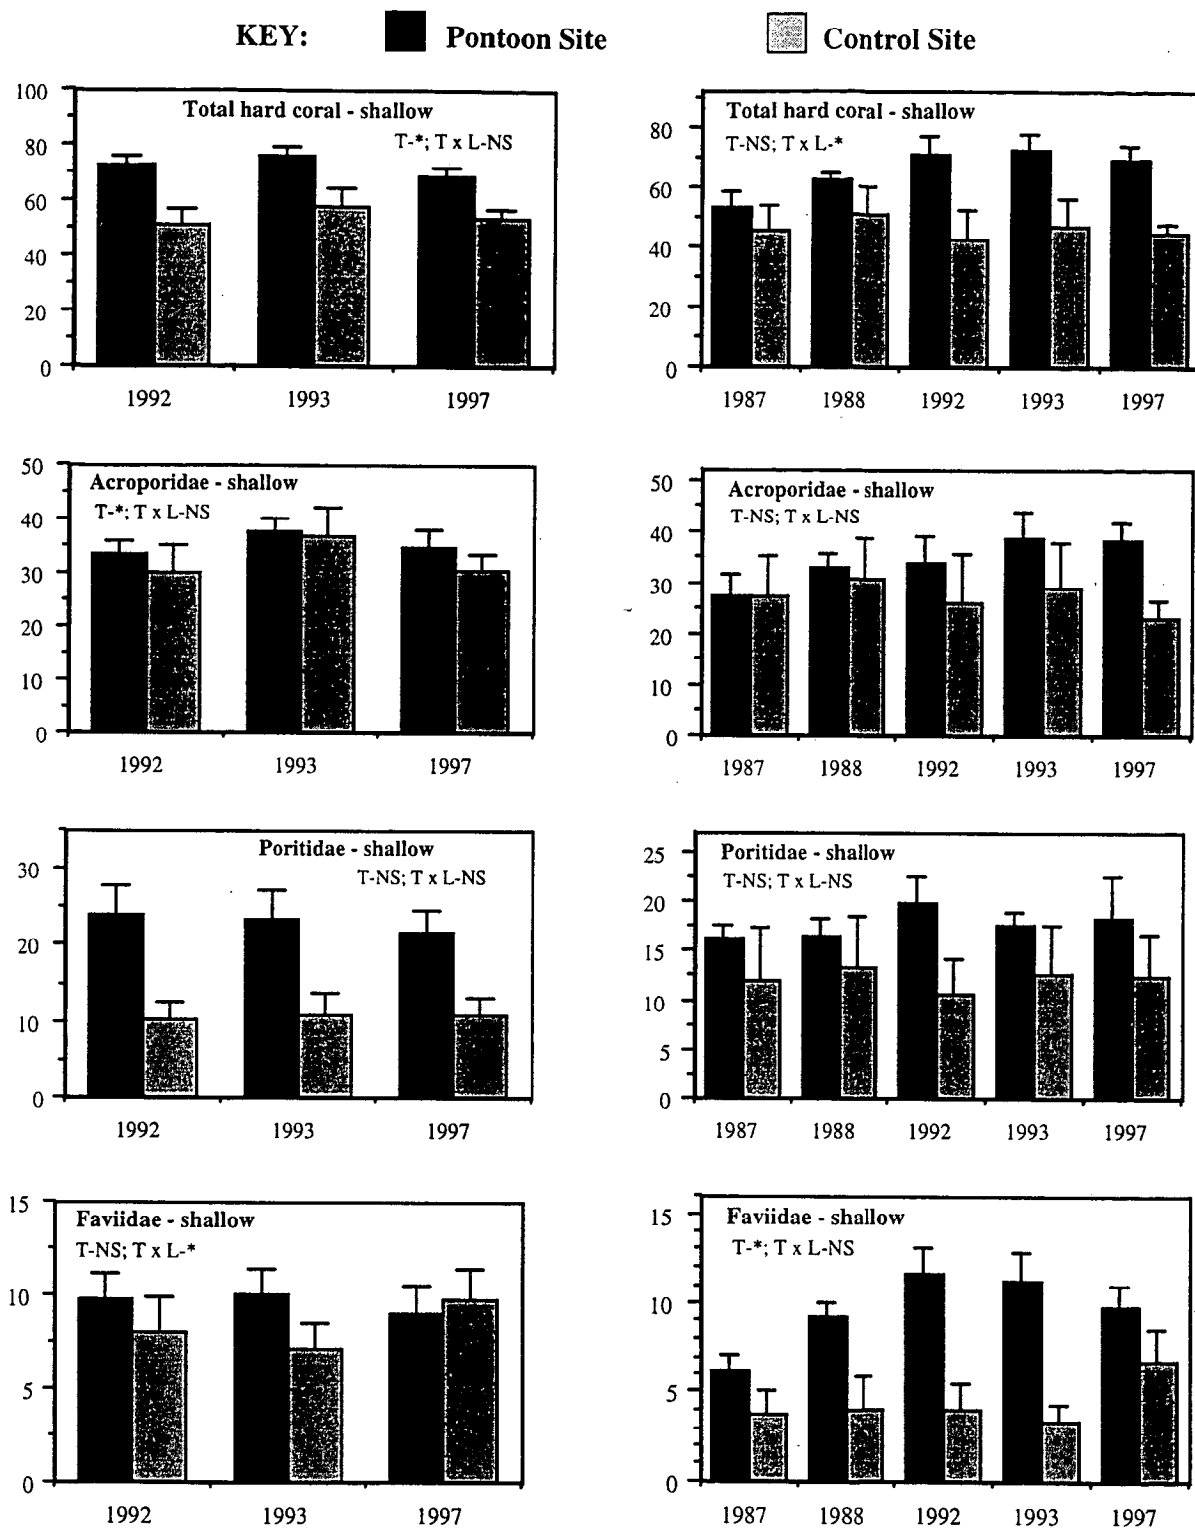 KEY: Pontoon Site Control Site
Total hard coral - shallow
T-*; T x L-NS
100
80
60
40
20
0
1992 1993 1997
Total hard coral - shallow
T-NS; T x L-*
80
60
40
20
0
1987 1988 1992 1993 1997
Acroporidae - shallow
T-*; T x L-NS
50
40
30
20
10
0
1992 1993 1997
Acroporidae - shallow
T-NS; T x L-NS
50
40
30
20
10
0
1987 1988 1992 1993 1997
Poritidae - shallow
T-NS; T x L-NS
30
20
10
0
1992 1993 1997
Poritidae - shallow
T-NS; T x L-NS
25
20
15
10
5
0
1987 1988 1992 1993 1997
Faviidae - shallow
T-NS; T x L-*
15
10
5
0
1992 1993 1997
Faviidae - shallow
T-*; T x L-NS
15
10
5
0
1987 1988 1992 1993 1997